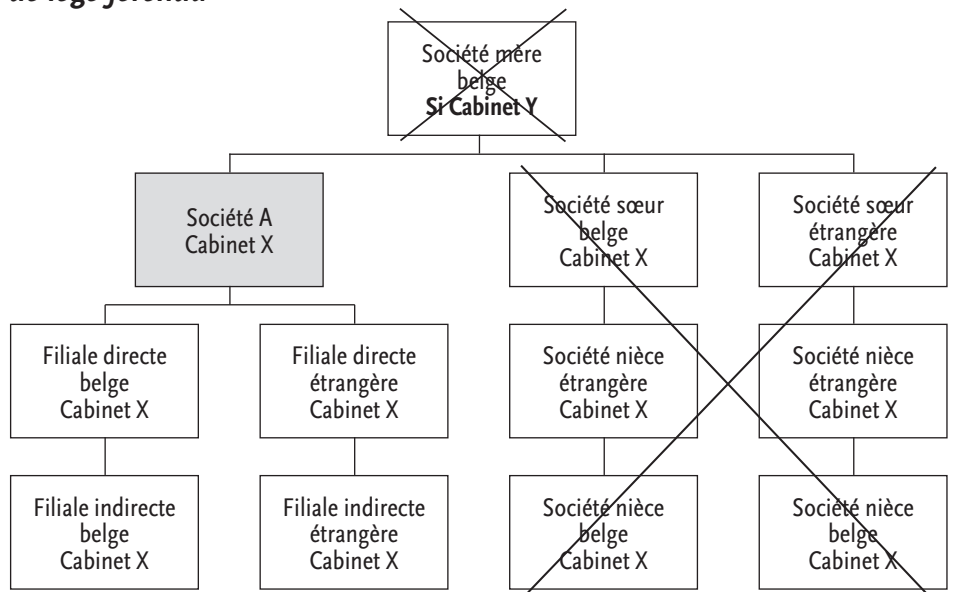 de lege ferenda.
Société mère
belge
Si Cabinet Y
Société A
Cabinet X
Société sœur
belge
Cabinet X
Société sœur
étrangère
Cabinet X
Filiale directe
belge
Cabinet X
Filiale directe
étrangère
Cabinet X
Société nièce
étrangère
Cabinet X
Société nièce
étrangère
Cabinet X
Filiale indirecte
belge
Cabinet X
Filiale indirecte
étrangère
Cabinet X
Société nièce
belge
Cabinet X
Société nièce
belge
Cabinet X